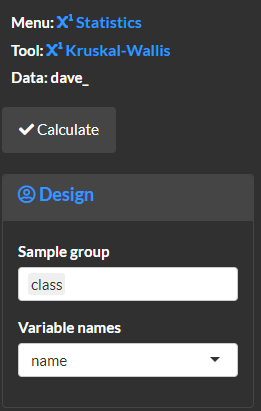 Menu: X¹ Statistics
Tool: X¹ Kruskal-Wallis
Data: dave_
Calculate
Design
Sample group
class
Variable names
name